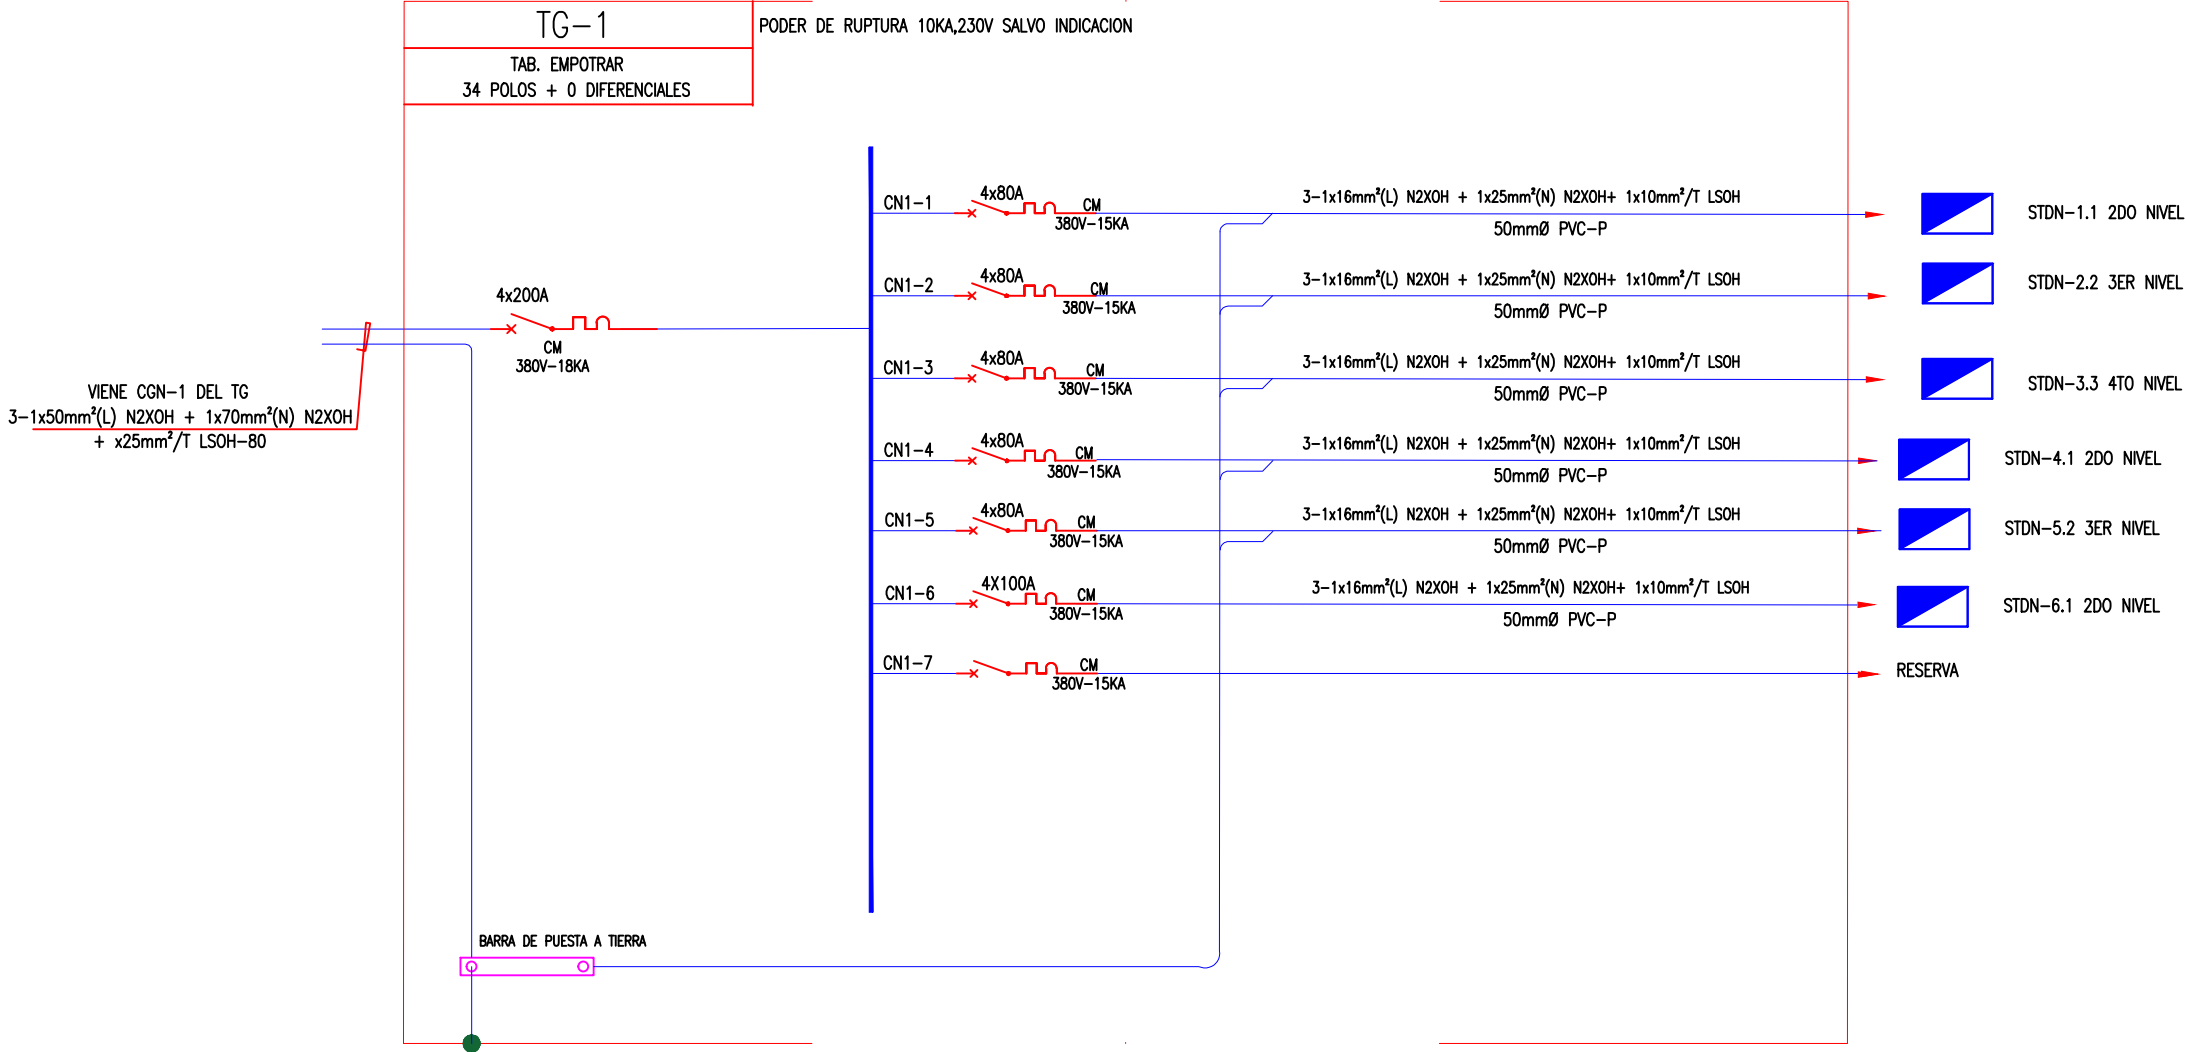 TG-1
PODER DE RUPTURA 10KA,230V SALVO INDICACION
TAB. EMPOTRAR
34 POLOS + 0 DIFERENCIALES
4x200A
CM
380V-18KA
VIENE CGN-1 DEL TG
3-1x50mm²(L) N2XOH + 1x70mm²(N) N2XOH
+ x25mm²/T LSOH-80
CN1-1
4x80A
CM
380V-15KA
3-1x16mm²(L) N2XOH + 1x25mm²(N) N2XOH+ 1x10mm²/T LSOH
50mmØ PVC-P
STDN-1.1 2DO NIVEL
CN1-2
4x80A
CM
380V-15KA
3-1x16mm²(L) N2XOH + 1x25mm²(N) N2XOH+ 1x10mm²/T LSOH
50mmØ PVC-P
STDN-2.2 3ER NIVEL
CN1-3
4x80A
CM
380V-15KA
3-1x16mm²(L) N2XOH + 1x25mm²(N) N2XOH+ 1x10mm²/T LSOH
50mmØ PVC-P
STDN-3.3 4TO NIVEL
CN1-4
4x80A
CM
380V-15KA
3-1x16mm²(L) N2XOH + 1x25mm²(N) N2XOH+ 1x10mm²/T LSOH
50mmØ PVC-P
STDN-4.1 2DO NIVEL
CN1-5
4x80A
CM
380V-15KA
3-1x16mm²(L) N2XOH + 1x25mm²(N) N2XOH+ 1x10mm²/T LSOH
50mmØ PVC-P
STDN-5.2 3ER NIVEL
CN1-6
4X100A
CM
380V-15KA
3-1x16mm²(L) N2XOH + 1x25mm²(N) N2XOH+ 1x10mm²/T LSOH
50mmØ PVC-P
STDN-6.1 2DO NIVEL
CN1-7
CM
380V-15KA
RESERVA
BARRA DE PUESTA A TIERRA